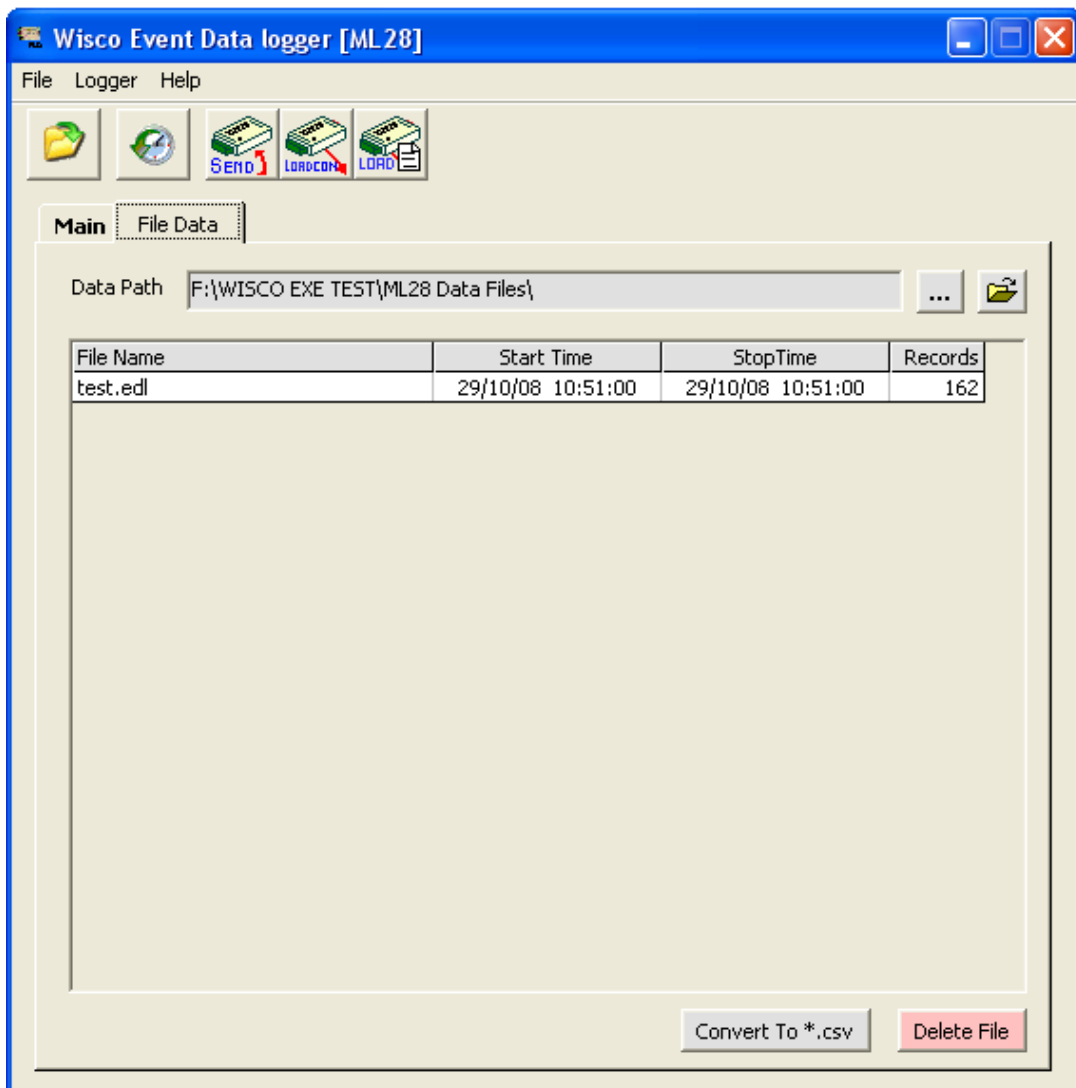 Wisco Event Data logger [ML28]
File Logger Help
SEND LOADCON LOAD
Main File Data
Data Path F:\WISCO EXE TEST\ML28 Data Files\ ...
File Name Start Time StopTime Records
test.edl 29/10/08 10:51:00 29/10/08 10:51:00 162
Convert To *.csv Delete File